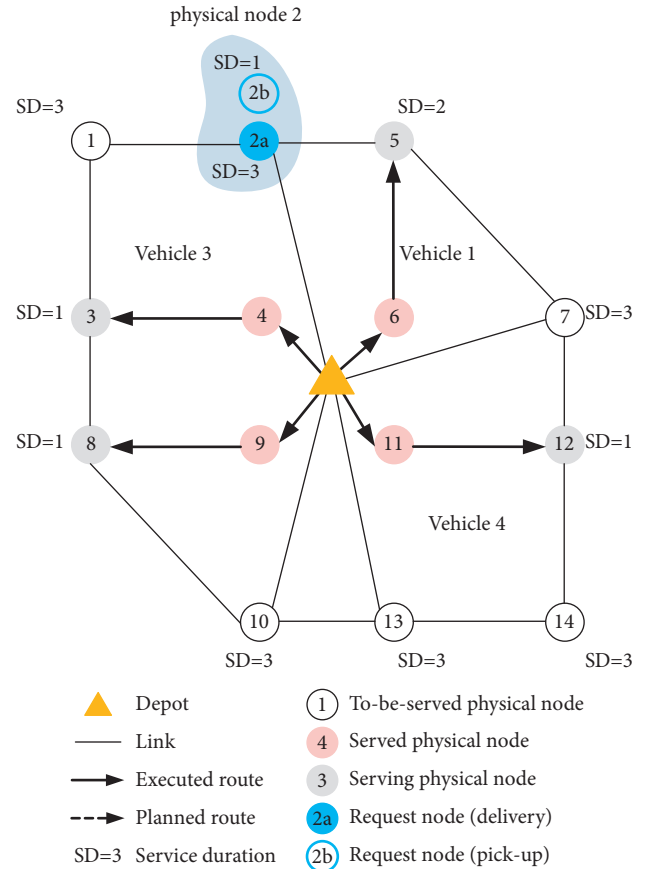 physical node 2
SD=1
2b
SD=3
SD=2
1
2a
5
SD=3
Vehicle 3
Vehicle 1
SD=1
3
4
6
7
SD=3
SD=1
8
9
11
12
SD=1
Vehicle 4
10
13
14
SD=3
SD=3
SD=3
Depot
1
To-be-served physical node
Link
4
Served physical node
Executed route
3
Serving physical node
Planned route
2a
Request node (delivery)
SD=3
Service duration
2b
Request node (pick-up)